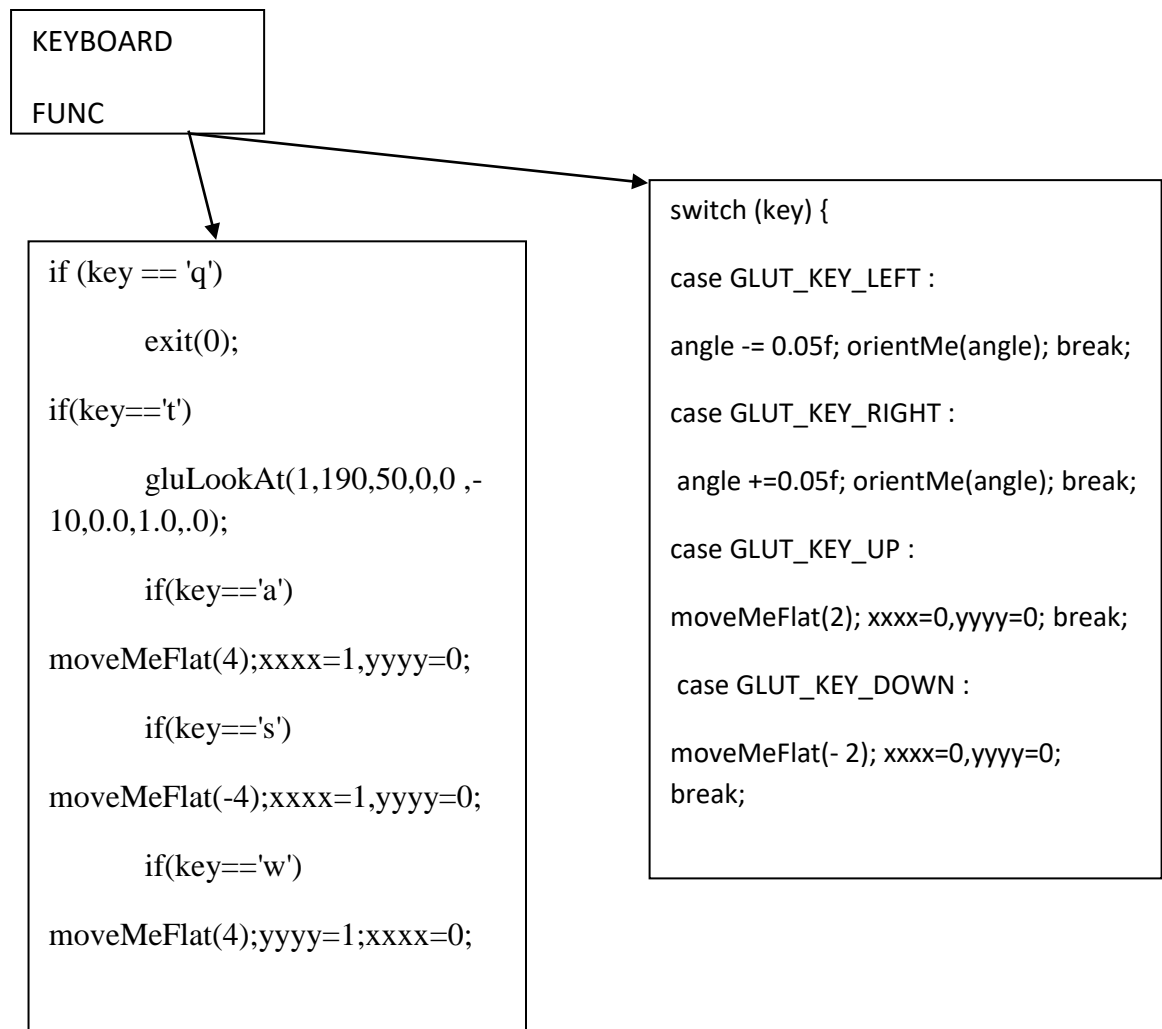 KEYBOARD
FUNC
if (key == 'q')
exit(0);
if(key=='t')
gluLookAt(1,190,50,0,0 ,-
10,0.0,1.0,.0);
if(key=='a')
moveMeFlat(4);xxxx=1,yyyy=0;
if(key=='s')
moveMeFlat(-4);xxxx=1,yyyy=0;
if(key=='w')
moveMeFlat(4);yyyy=1;xxxx=0;
switch (key) {
case GLUT_KEY_LEFT :
angle -= 0.05f; orientMe(angle); break;
case GLUT_KEY_RIGHT :
angle +=0.05f; orientMe(angle); break;
case GLUT_KEY_UP :
moveMeFlat(2); xxxx=0,yyyy=0; break;
case GLUT_KEY_DOWN :
moveMeFlat(- 2); xxxx=0,yyyy=0;
break;